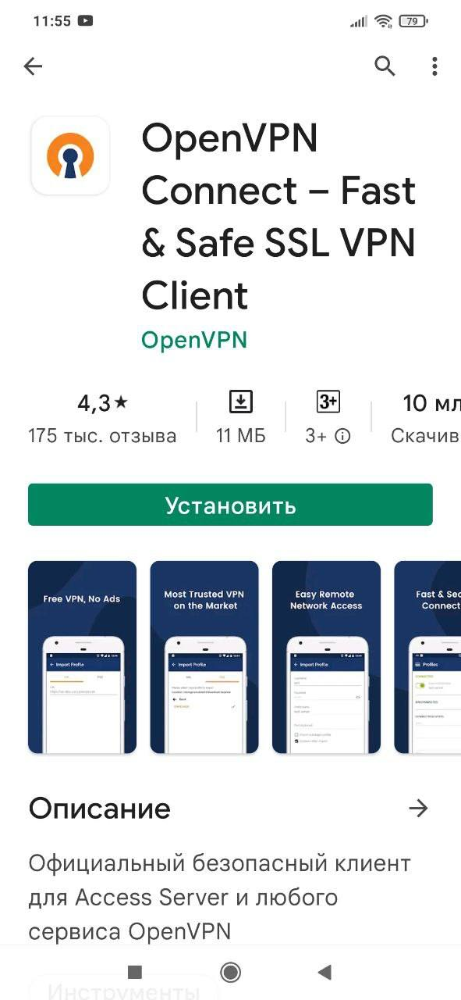 11:55
79
OpenVPN
Connect – Fast
& Safe SSL VPN
Client
OpenVPN
4,3★
175 тыс. отзыва
11 МБ
3+
3+
10 мл
Скачив
Установить
Free VPN, No Ads
Most Trusted VPN
on the Market
Easy Remote
Network Access
Fast & Sec
Connect
Import Profile
Import Profile
Import Profile
Profiles
Описание
Официальный безопасный клиент
для Access Server и любого
сервиса OpenVPN
Инструменты